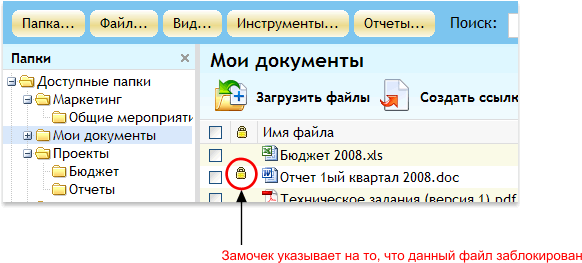 Папка... Файл... Вид... Инструменты... Отчеты... Поиск:
Папки
Доступные папки
Маркетинг
Общие мероприяти
Мои документы
Проекты
Бюджет
Отчеты
Мои документы
Загрузить файлы Создать ссылк
Имя файла
Бюджет 2008.xls
Отчет 1ый квартал 2008.doc
Техническое задания (версия 1).pdf
Замочек указывает на то, что данный файл заблокирован